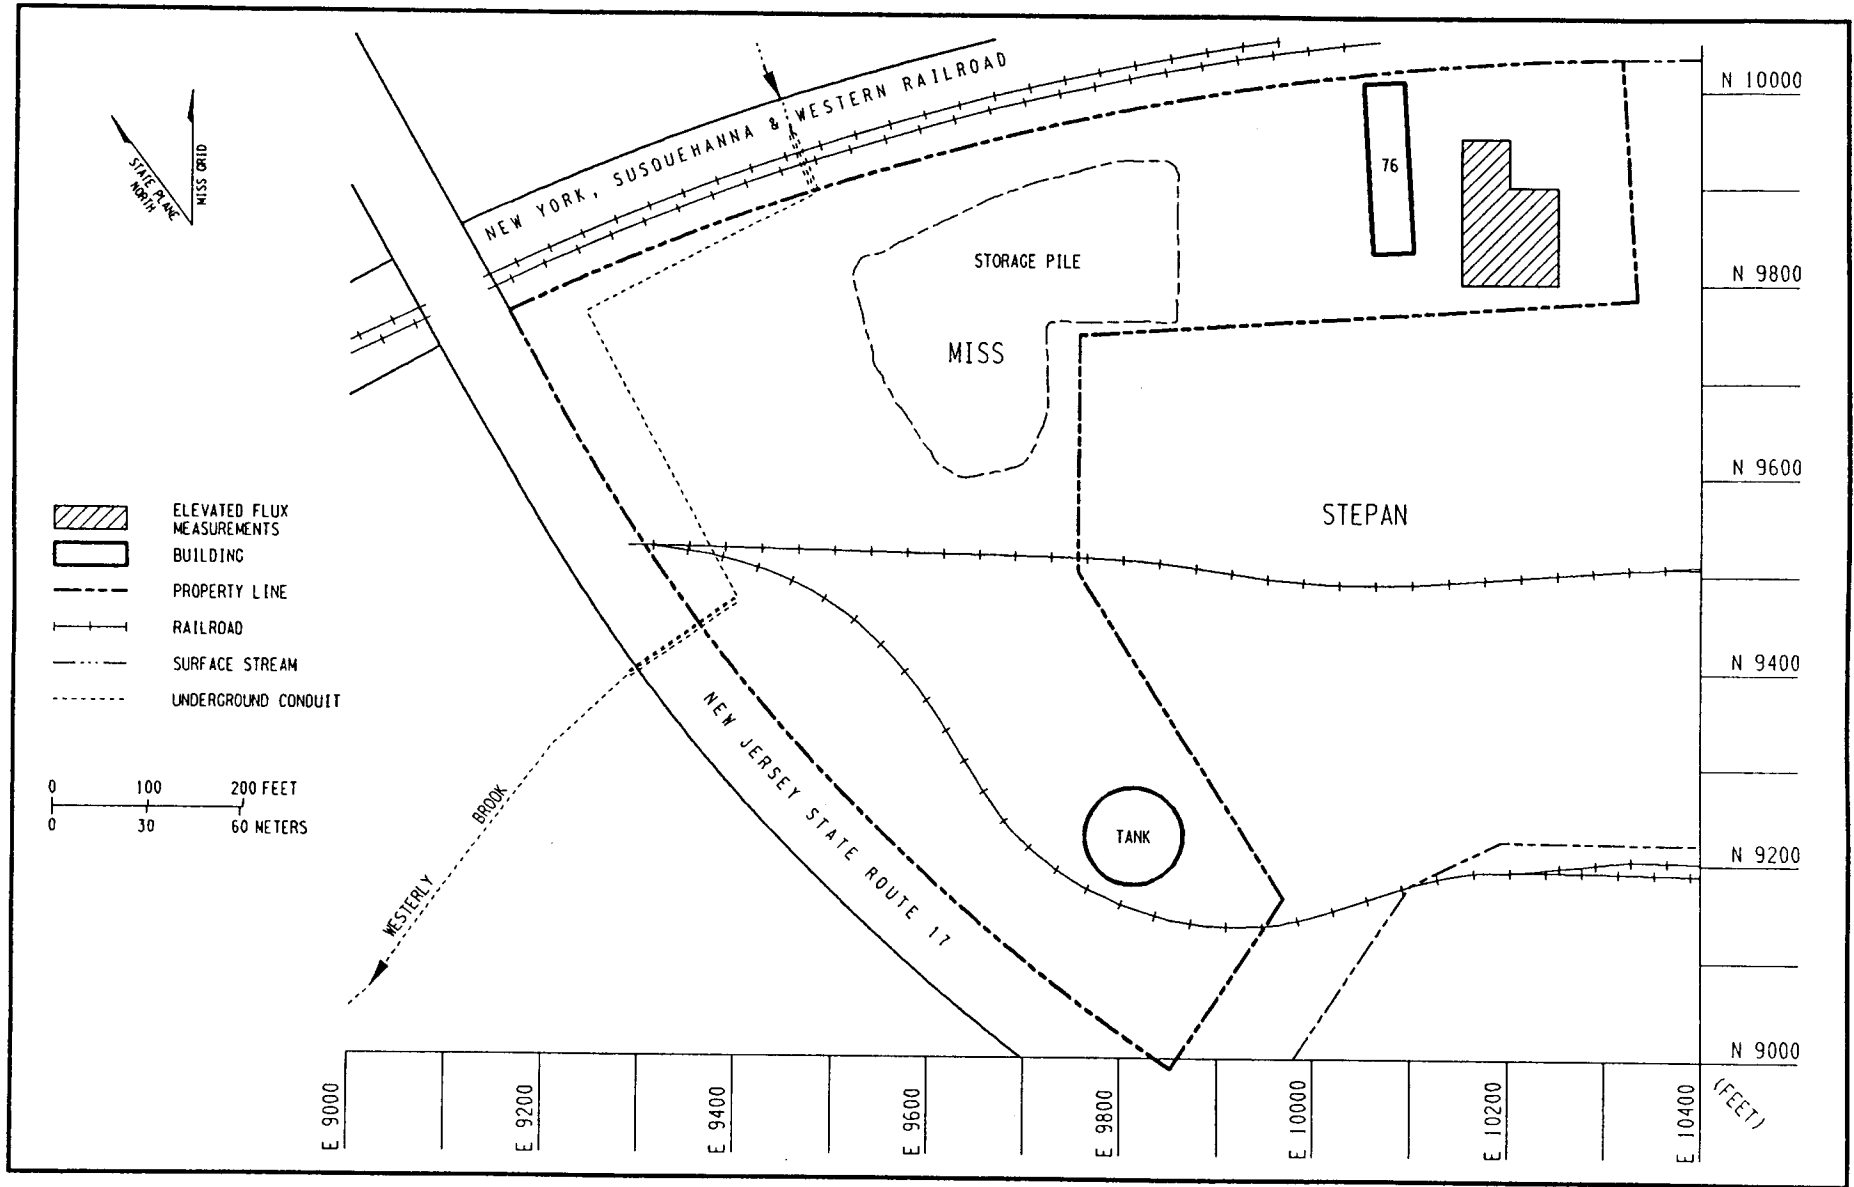 NEW YORK, SUSQUEHANNA & WESTERN RAILROAD
N 10000
STATE PLANE
NORTH
MISS GRID
76
STORAGE PILE
N 9800
MISS
N 9600
STEPAN
ELEVATED FLUX
MEASUREMENTS
BUILDING
PROPERTY LINE
RAILROAD
SURFACE STREAM
UNDERGROUND CONDUIT
N 9400
NEW JERSEY STATE ROUTE 17
0 100 200 FEET
0 30 60 METERS
BROOK
WESTERLY
TANK
N 9200
N 9000
E 9000
E 9200
E 9400
E 9600
E 9800
E 10000
E 10200
E 10400
(FEET)